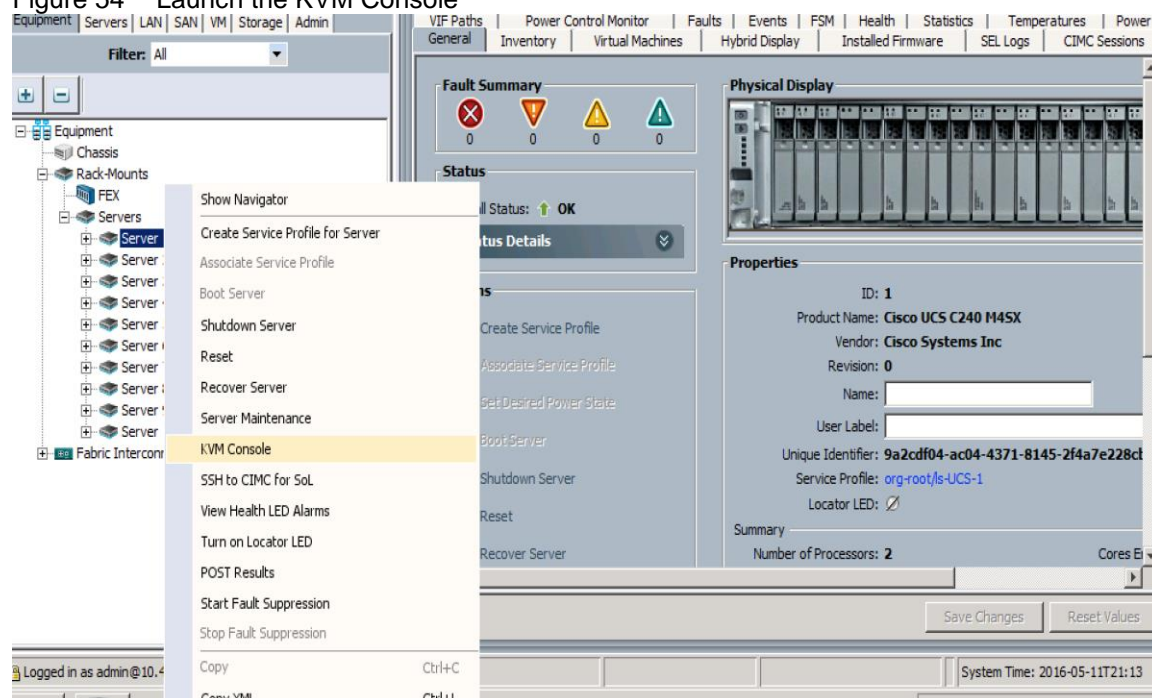 Figure 54 Launch the KVM Console
Equipment Servers LAN SAN VM Storage Admin
Filter: All
Equipment
Chassis
Rack-Mounts
FEX
Servers
Server
Server
Server
Server
Server
Server
Server
Server
Server
Server
Fabric Interconn
Show Navigator
Create Service Profile for Server
Associate Service Profile
Boot Server
Shutdown Server
Reset
Recover Server
Server Maintenance
KVM Console
SSH to CIMC for SoL
View Health LED Alarms
Turn on Locator LED
POST Results
Start Fault Suppression
Stop Fault Suppression
Copy Ctrl+C
Copy XML
VIF Paths Power Control Monitor Faults Events FSM Health Statistics Temperatures Power
General Inventory Virtual Machines Hybrid Display Installed Firmware SEL Logs CIMC Sessions
Fault Summary
0 0 0 0
Status
ll Status: OK
tus Details
ns
Create Service Profile
Associate Service Profile
Set Desired Power State
Boot Server
Shutdown Server
Reset
Recover Server
Physical Display
Properties
ID: 1
Product Name: Cisco UCS C240 M4SX
Vendor: Cisco Systems Inc
Revision: 0
Name:
User Label:
Unique Identifier: 9a2cdf04-ac04-4371-8145-2f4a7e228cb
Service Profile: org-root/ls-UCS-1
Locator LED:
Summary
Number of Processors: 2 Cores E
Save Changes Reset Values
Logged in as admin@10.4
System Time: 2016-05-11T21:13